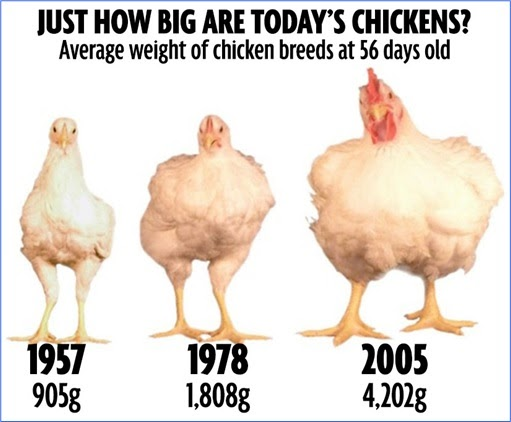 JUST HOW BIG ARE TODAY'S CHICKENS?
Average weight of chicken breeds at 56 days old
1957 1978 2005
905g 1,808g 4,202g